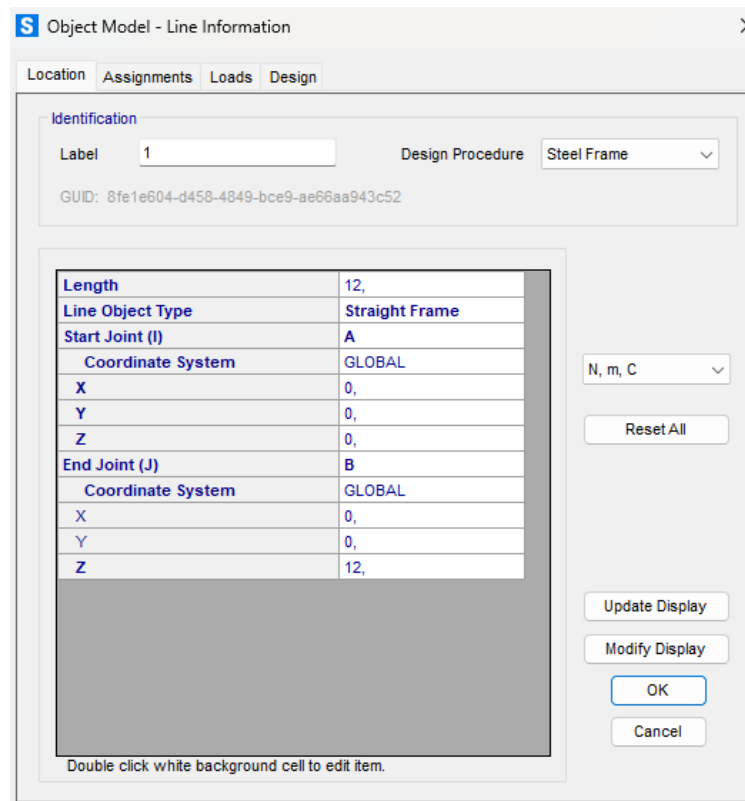 S Object Model - Line Information
Location Assignments Loads Design
Identification
Label 1 Design Procedure Steel Frame
GUID: 8fe1e604-d458-4849-bce9-ae66aa943c52
Length 12,
Line Object Type Straight Frame
Start Joint (I) A
Coordinate System GLOBAL
X 0,
Y 0,
Z 0,
End Joint (J) B
Coordinate System GLOBAL
X 0,
Y 0,
Z 12,
N, m, C
Reset All
Update Display
Modify Display
OK
Cancel
Double click white background cell to edit item.